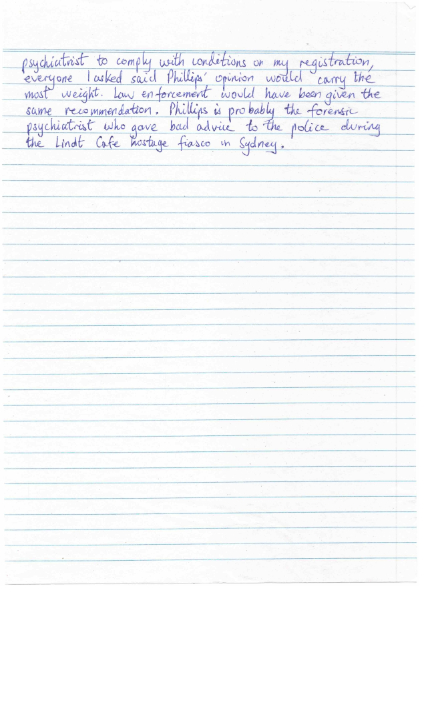 psychiatrist to comply with conditions on my registration,
everyone I asked said Phillips' opinion would carry the
most weight. Law enforcement would have been given the
same recommendation. Phillips is probably the forensic
psychiatrist who gave bad advice to the police during
the Lindt Cafe hostage fiasco in Sydney.